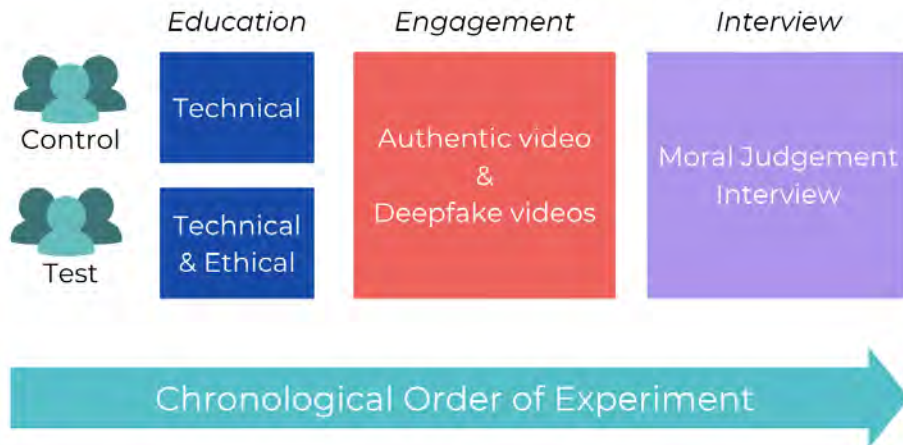 Education
Engagement
Interview
Control
Technical
Test
Technical
& Ethical
Authentic video
&
Deepfake videos
Moral Judgement
Interview
Chronological Order of Experiment